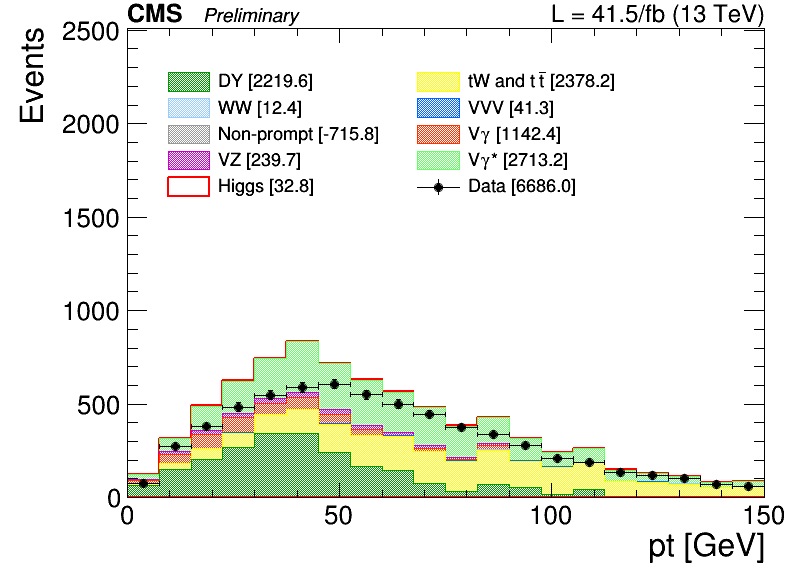 CMS Preliminary L = 41.5/fb (13 TeV)
Events
2500
2000
1500
1000
500
0
DY [2219.6]
WW [12.4]
Non-prompt [-715.8]
VZ [239.7]
Higgs [32.8]
tW and tt̅ [2378.2]
VVV [41.3]
Vγ [1142.4]
Vγ* [2713.2]
Data [6686.0]
0 50 100 150
pt [GeV]